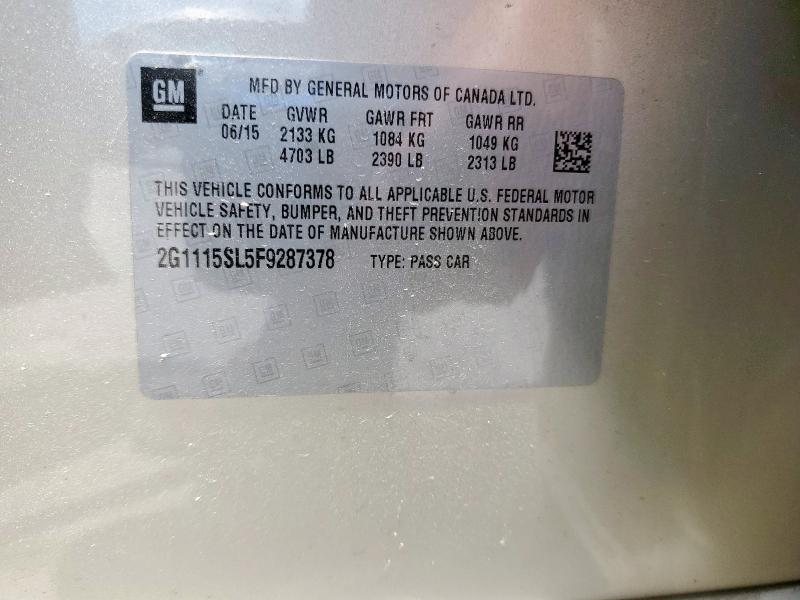 GM
MFD BY GENERAL MOTORS OF CANADA LTD.
DATE GVWR GAWR FRT GAWR RR
06/15 2133 KG 1084 KG 1049 KG
4703 LB 2390 LB 2313 LB
THIS VEHICLE CONFORMS TO ALL APPLICABLE U.S. FEDERAL MOTOR
VEHICLE SAFETY, BUMPER, AND THEFT PREVENTION STANDARDS IN
EFFECT ON THE DATE OF MANUFACTURE SHOWN ABOVE.
2G1115SL5F9287378 TYPE: PASS CAR